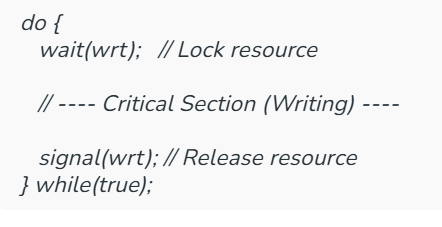 do {
wait(wrt); // Lock resource
// ---- Critical Section (Writing) ----
signal(wrt); // Release resource
} while(true);